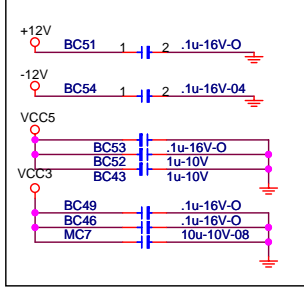 +12V
BC51 1 2 .1u-16V-O
-12V
BC54 1 2 .1u-16V-04
VCC5
BC53 .1u-16V-O
BC52 1u-10V
BC43 1u-10V
VCC3
BC49 .1u-16V-O
BC46 .1u-16V-O
MC7 10u-10V-08